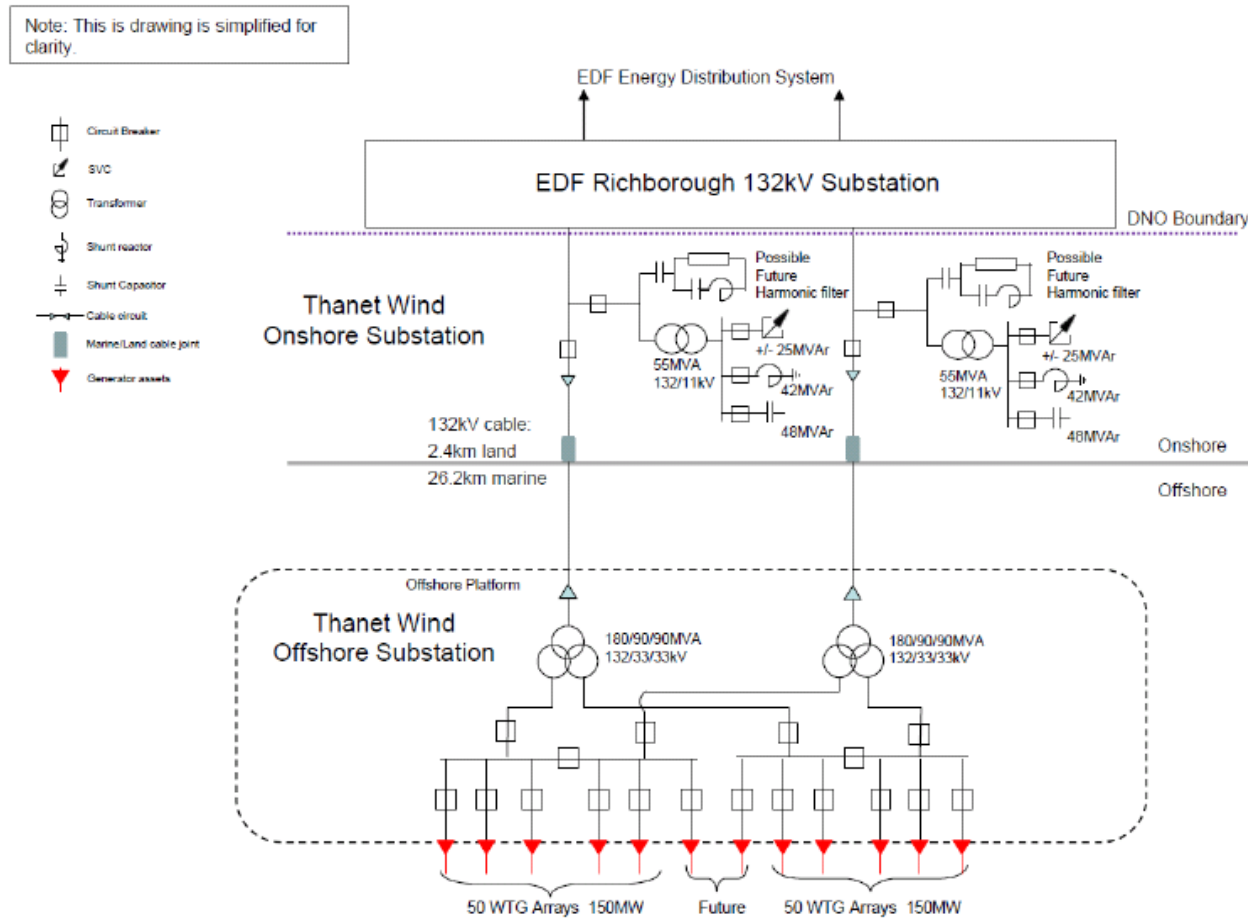 Note: This is drawing is simplified for
clarity.
EDF Energy Distribution System
Circuit Breaker
SVC
Transformer
Shunt reactor
Shunt Capacitor
Cable circuit
Marine/Land cable joint
Generator assets
EDF Richborough 132kV Substation
DNO Boundary
Thanet Wind
Onshore Substation
Possible
Future
Harmonic filter
+/- 25MVAr
55MVA
132/11kV
42MVAr
48MVAr
Possible
Future
Harmonic filter
+/- 25MVAr
55MVA
132/11kV
42MVAr
48MVAr
132kV cable:
2.4km land
26.2km marine
Onshore
Offshore
Offshore Platform
Thanet Wind
Offshore Substation
180/90/90MVA
132/33/33kV
180/90/90MVA
132/33/33kV
50 WTG Arrays 150MW
Future
50 WTG Arrays 150MW